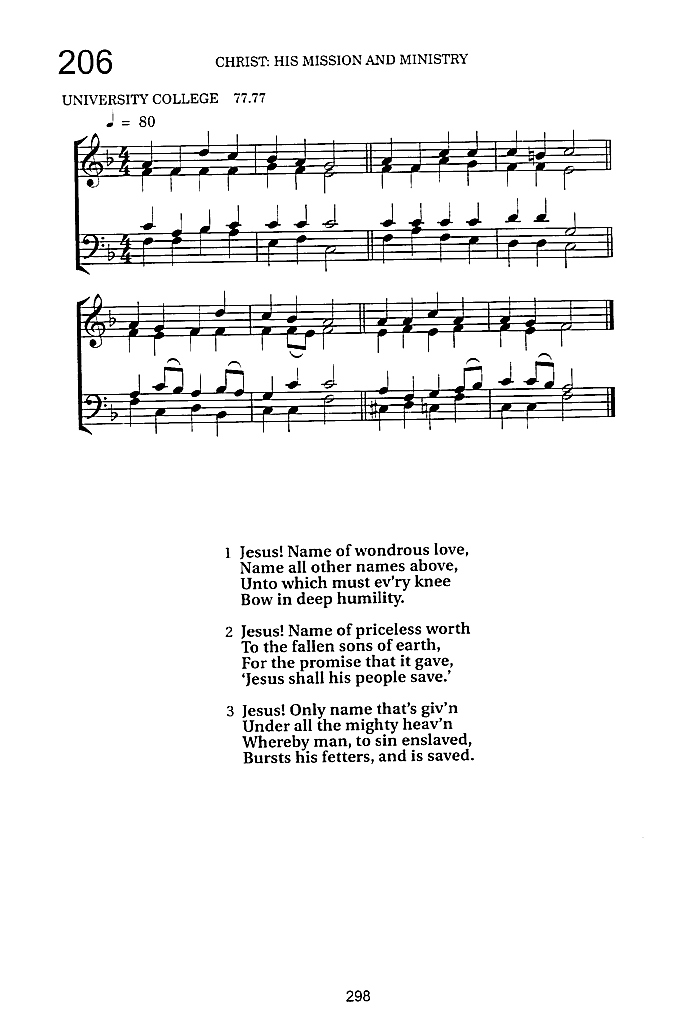 206
CHRIST: HIS MISSION AND MINISTRY
UNIVERSITY COLLEGE 77.77
♩ = 80
1 Jesus! Name of wondrous love,
Name all other names above,
Unto which must ev'ry knee
Bow in deep humility.
2 Jesus! Name of priceless worth
To the fallen sons of earth,
For the promise that it gave,
‘Jesus shall his people save.’
3 Jesus! Only name that's giv'n
Under all the mighty heav'n
Whereby man, to sin enslaved,
Bursts his fetters, and is saved.
298